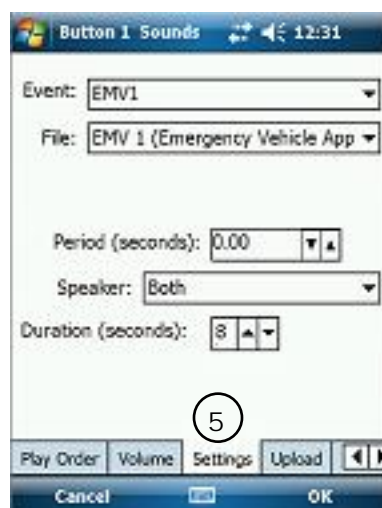 Button 1 Sounds 12:31
Event: EMV1
File: EMV 1 (Emergency Vehicle App
Period (seconds): 0.00
Speaker: Both
Duration (seconds): 8
5
Play Order Volume Settings Upload
Cancel OK